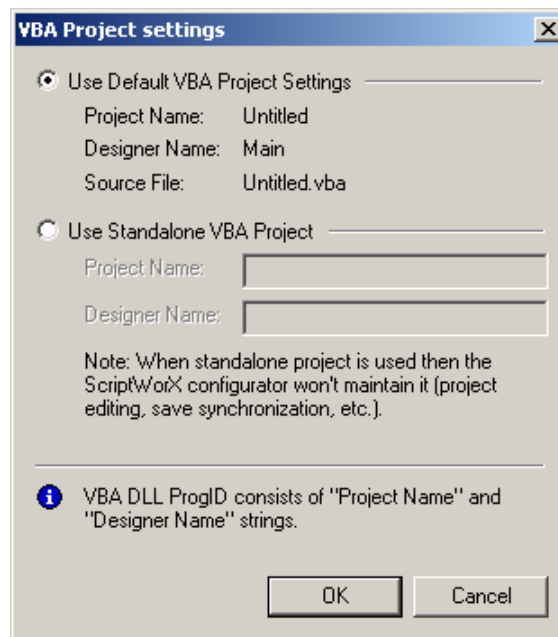 VBA Project settings
Use Default VBA Project Settings
Project Name: Untitled
Designer Name: Main
Source File: Untitled.vba
Use Standalone VBA Project
Project Name:
Designer Name:
Note: When standalone project is used then the
ScriptWorX configurator won't maintain it (project
editing, save synchronization, etc.).
VBA DLL ProgID consists of "Project Name" and
"Designer Name" strings.
OK Cancel